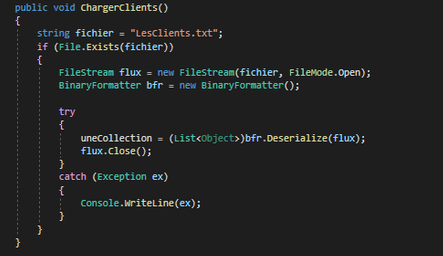 public void ChargerClients()
{
string fichier = "LesClients.txt";
if (File.Exists(fichier))
{
FileStream flux = new FileStream(fichier, FileMode.Open);
BinaryFormatter bfr = new BinaryFormatter();
try
{
uneCollection = (List<Object>)bfr.Deserialize(flux);
flux.Close();
}
catch (Exception ex)
{
Console.WriteLine(ex);
}
}
}